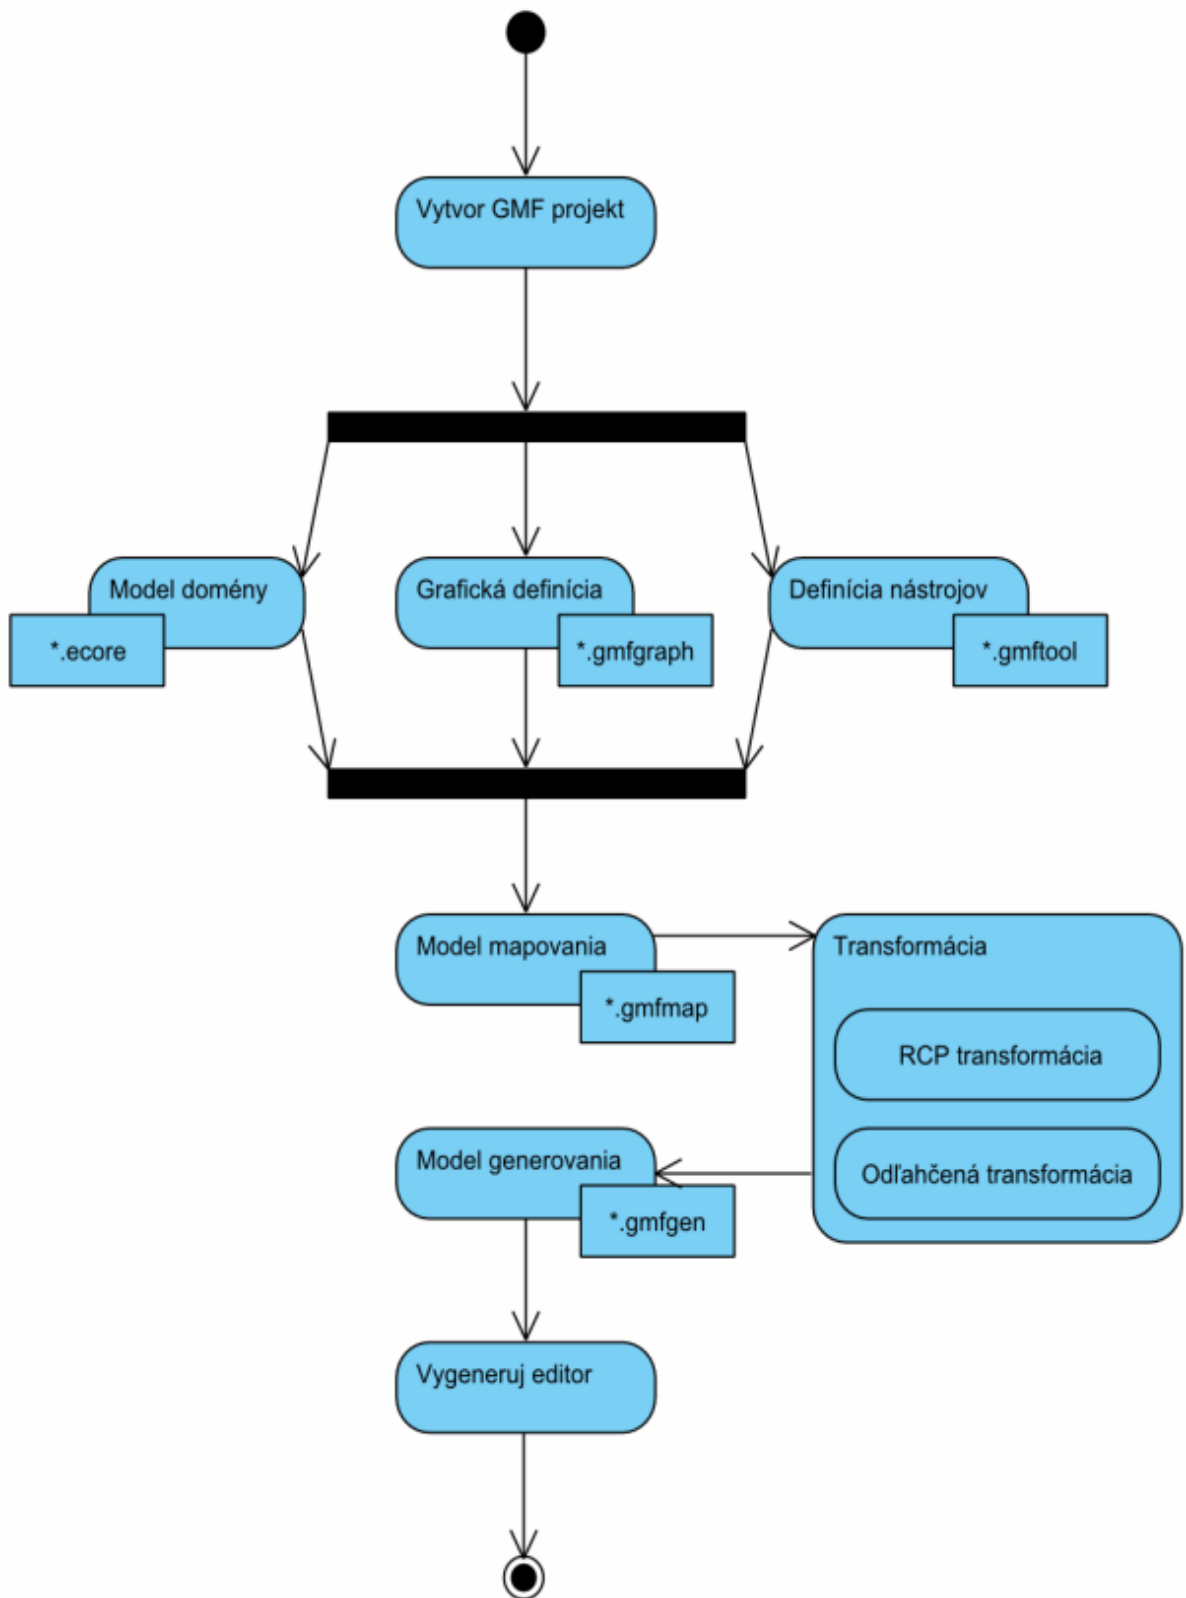 Vytvor GMF projekt
Model domény
*.ecore
Grafická definícia
*.gmfgraph
Definícia nástrojov
*.gmftool
Model mapovania
*.gmfmap
Transformácia
RCP transformácia
Odľahčená transformácia
Model generovania
*.gmfgen
Vygeneruj editor